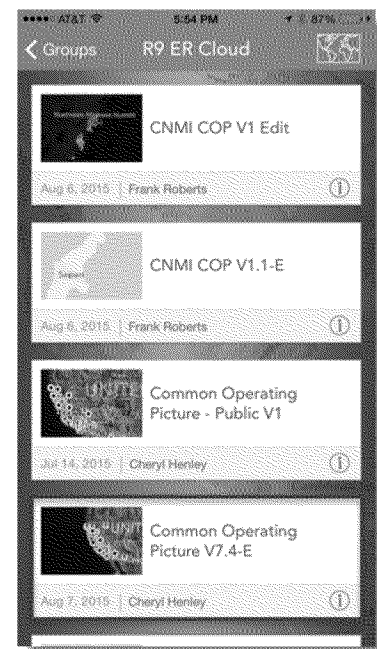 AT&T 5:54 PM 87%
Groups R9 ER Cloud
CNMI COP V1 Edit
Aug 6, 2015 | Frank Roberts
CNMI COP V1.1-E
Aug 6, 2015 | Frank Roberts
Common Operating
Picture - Public V1
Jul 14, 2015 | Cheryl Henley
Common Operating
Picture V7.4-E
Aug 7, 2015 | Cheryl Henley